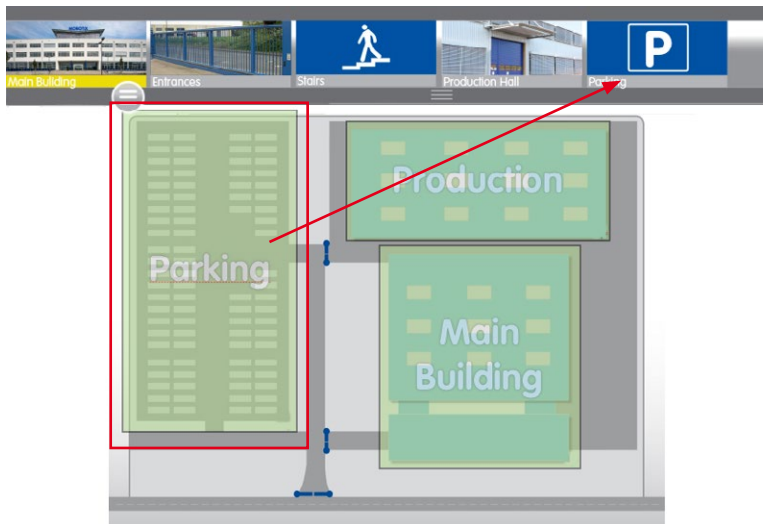 Main Building
Entrances
Stairs
Production Hall
P
Parking
Production
Parking
Main
Building